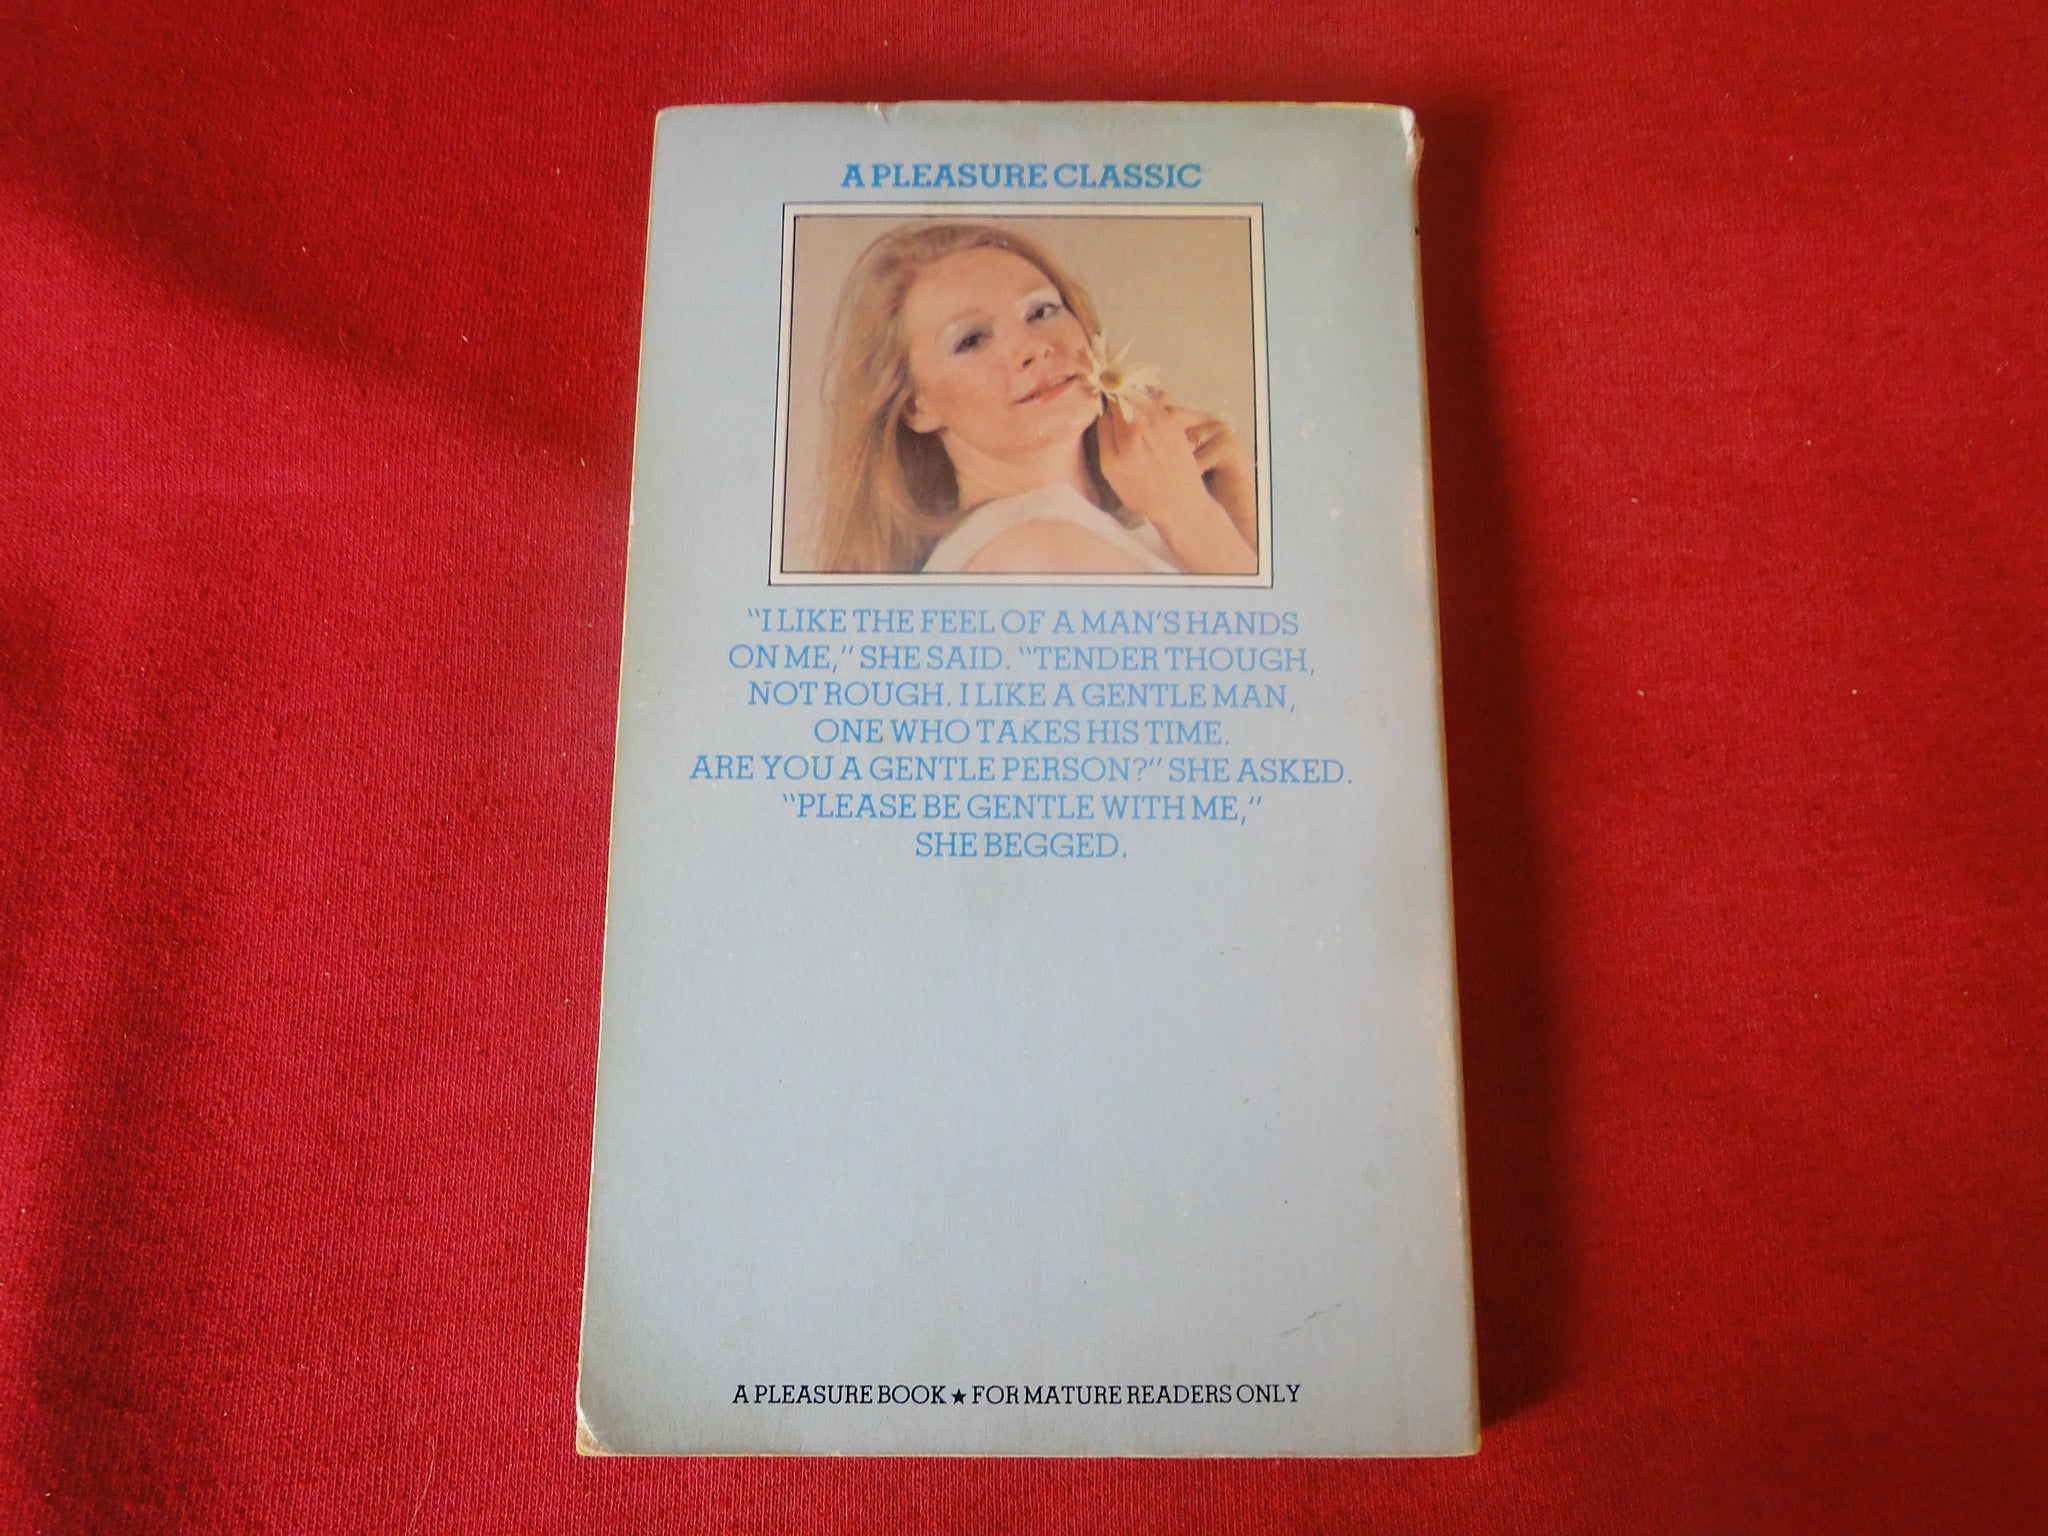 A PLEASURE CLASSIC
"I LIKE THE FEEL OF A MAN'S HANDS
ON ME," SHE SAID. "TENDER THOUGH,
NOT ROUGH. I LIKE A GENTLE MAN,
ONE WHO TAKES HIS TIME.
ARE YOU A GENTLE PERSON?" SHE ASKED.
"PLEASE BE GENTLE WITH ME,"
SHE BEGGED.
A PLEASURE BOOK ★ FOR MATURE READERS ONLY